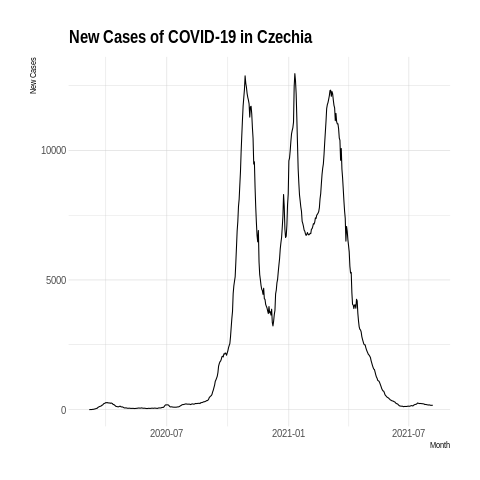 New Cases of COVID-19 in Czechia
New Cases
10000
5000
0
2020-07
2021-01
2021-07
Month